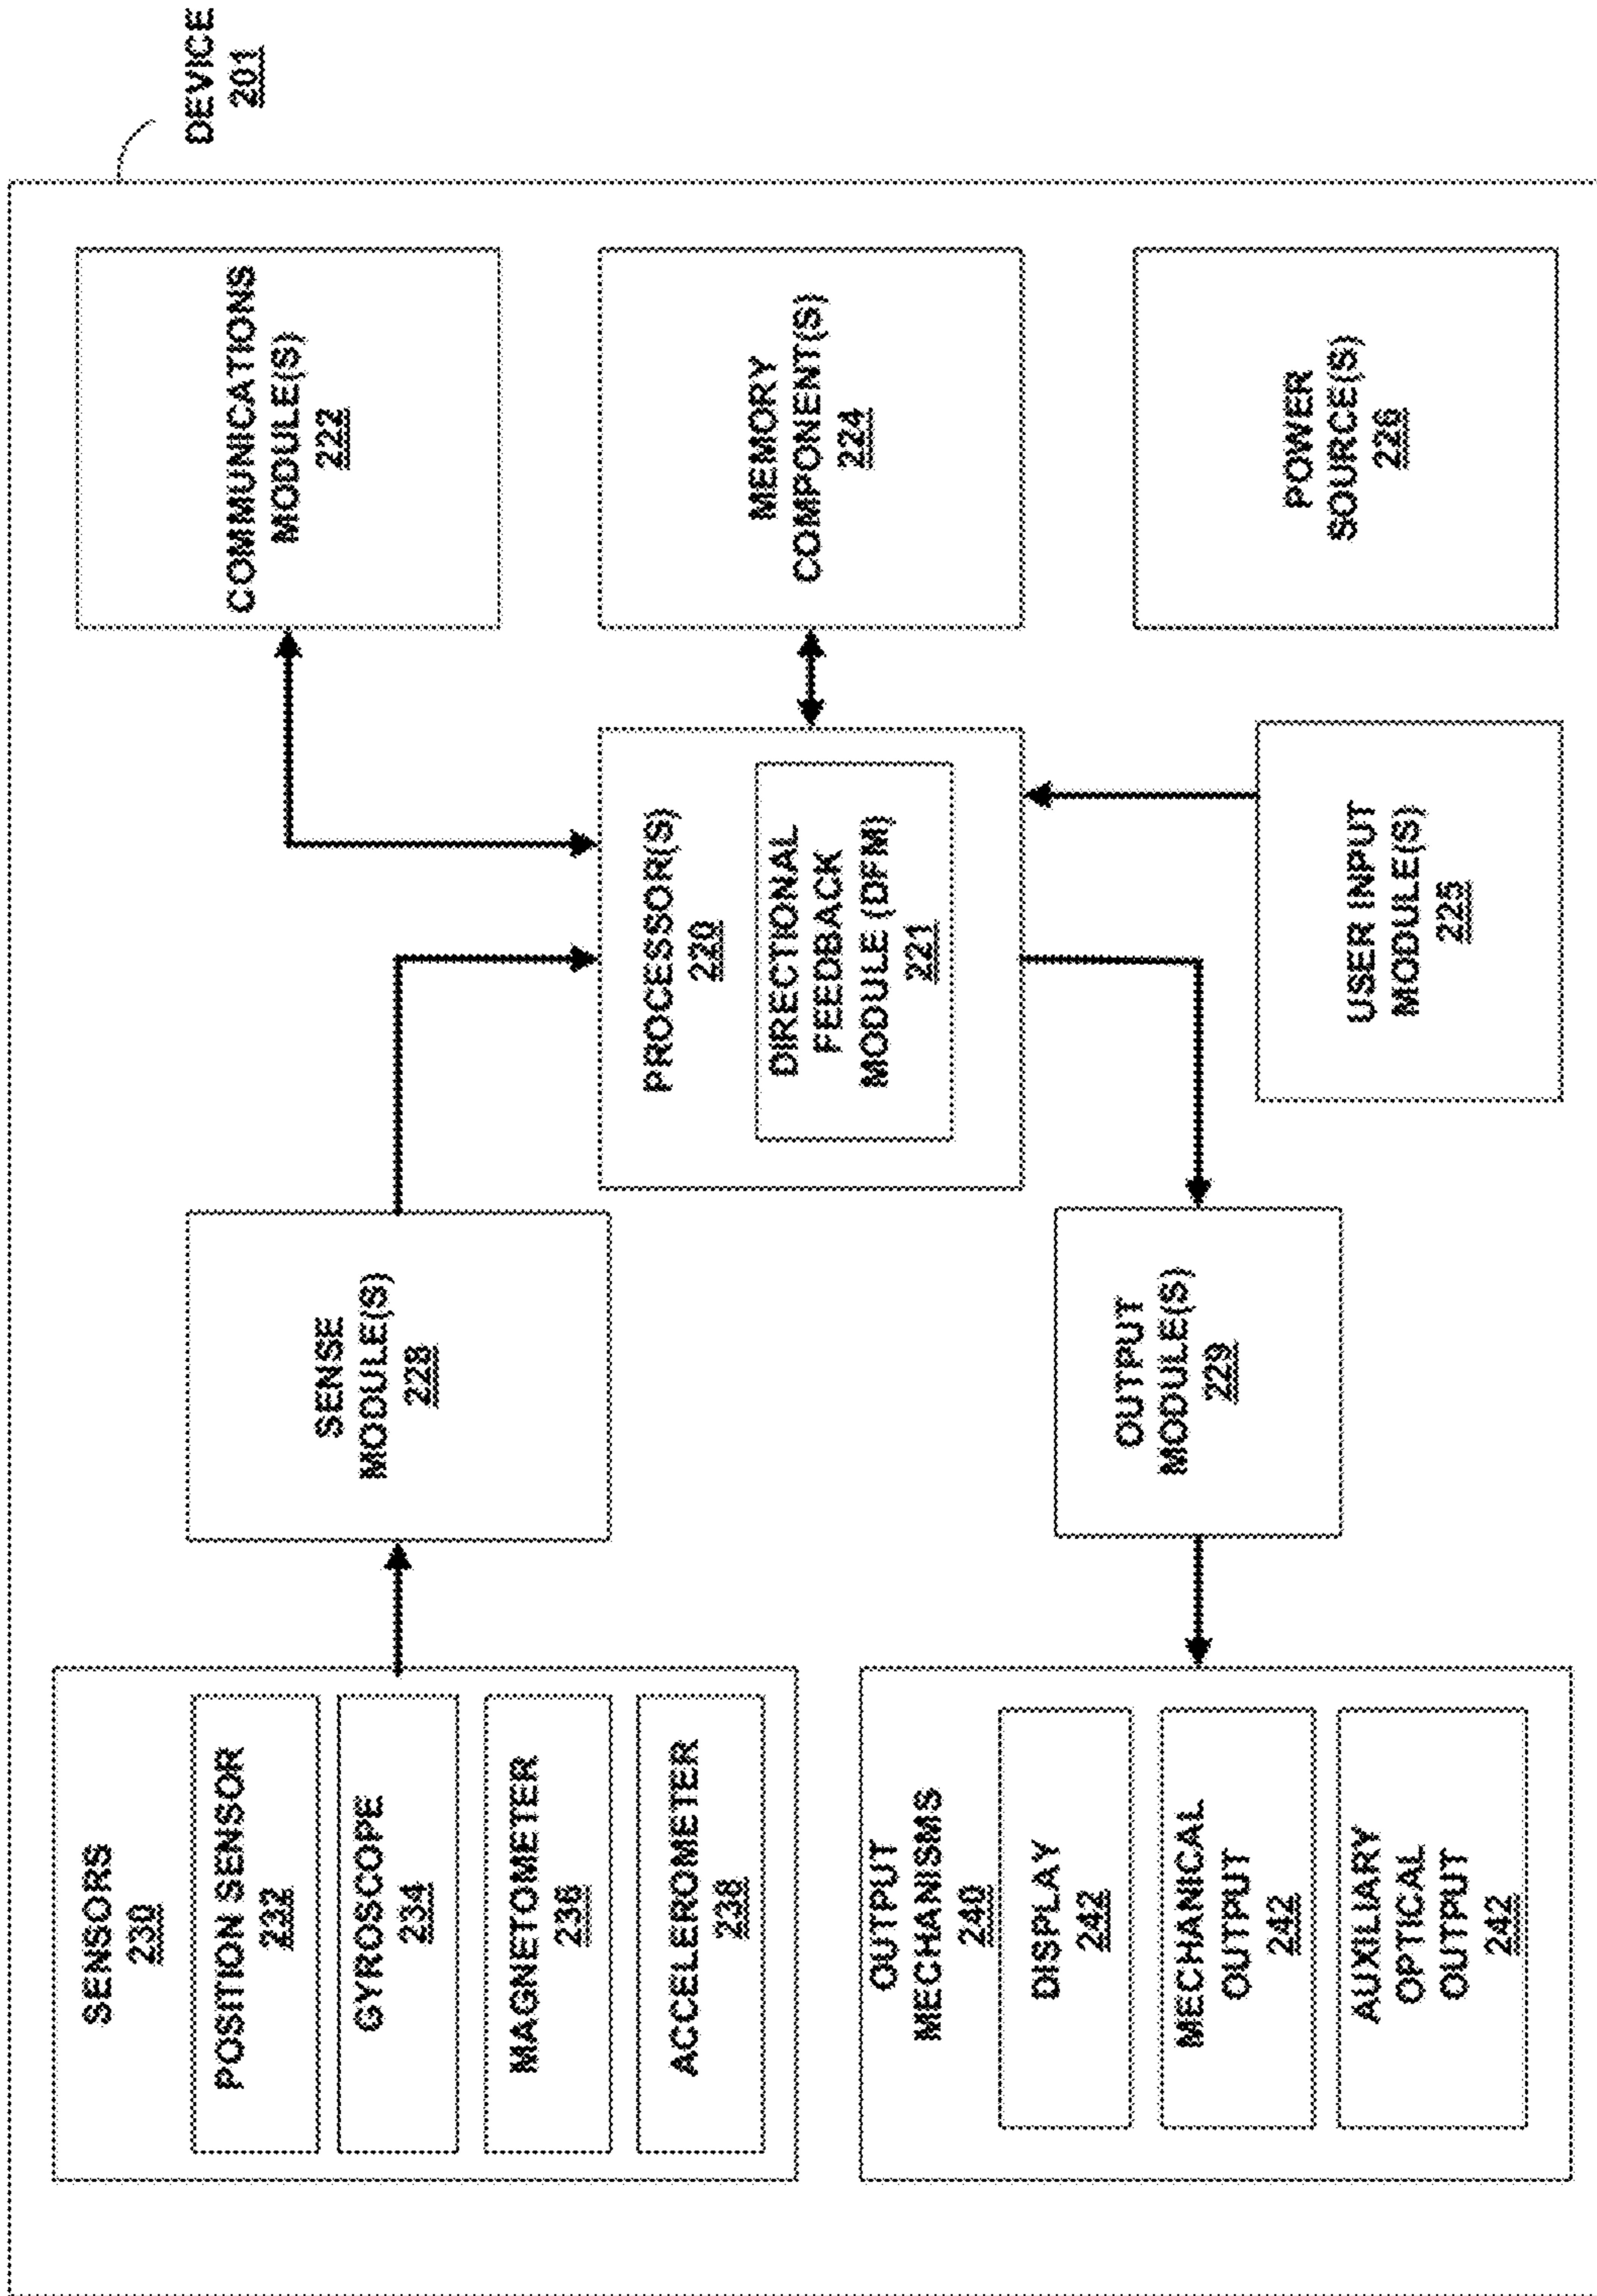 DEVICE
201
SENSORS
230
POSITION SENSOR
232
GYROSCOPE
234
MAGNETOMETER
236
ACCELEROMETER
238
SENSE
MODULE(S)
228
COMMUNICATIONS
MODULE(S)
222
PROCESSOR(S)
220
DIRECTIONAL
FEEDBACK
MODULE (DFM)
221
MEMORY
COMPONENT(S)
224
OUTPUT
MECHANISMS
240
DISPLAY
242
MECHANICAL
OUTPUT
242
AUXILIARY
OPTICAL
OUTPUT
242
OUTPUT
MODULE(S)
229
USER INPUT
MODULE(S)
225
POWER
SOURCE(S)
226